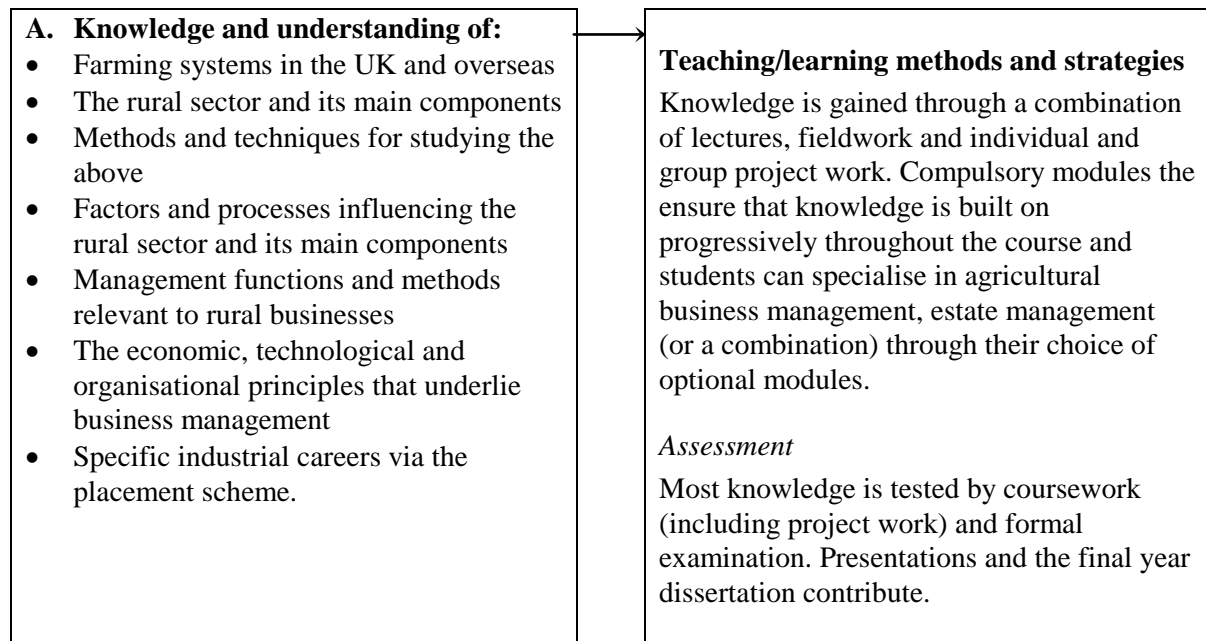 A. Knowledge and understanding of:
• Farming systems in the UK and overseas
• The rural sector and its main components
• Methods and techniques for studying the
above
• Factors and processes influencing the
rural sector and its main components
• Management functions and methods
relevant to rural businesses
• The economic, technological and
organisational principles that underlie
business management
• Specific industrial careers via the
placement scheme.
Teaching/learning methods and strategies
Knowledge is gained through a combination
of lectures, fieldwork and individual and
group project work. Compulsory modules the
ensure that knowledge is built on
progressively throughout the course and
students can specialise in agricultural
business management, estate management
(or a combination) through their choice of
optional modules.
Assessment
Most knowledge is tested by coursework
(including project work) and formal
examination. Presentations and the final year
dissertation contribute.